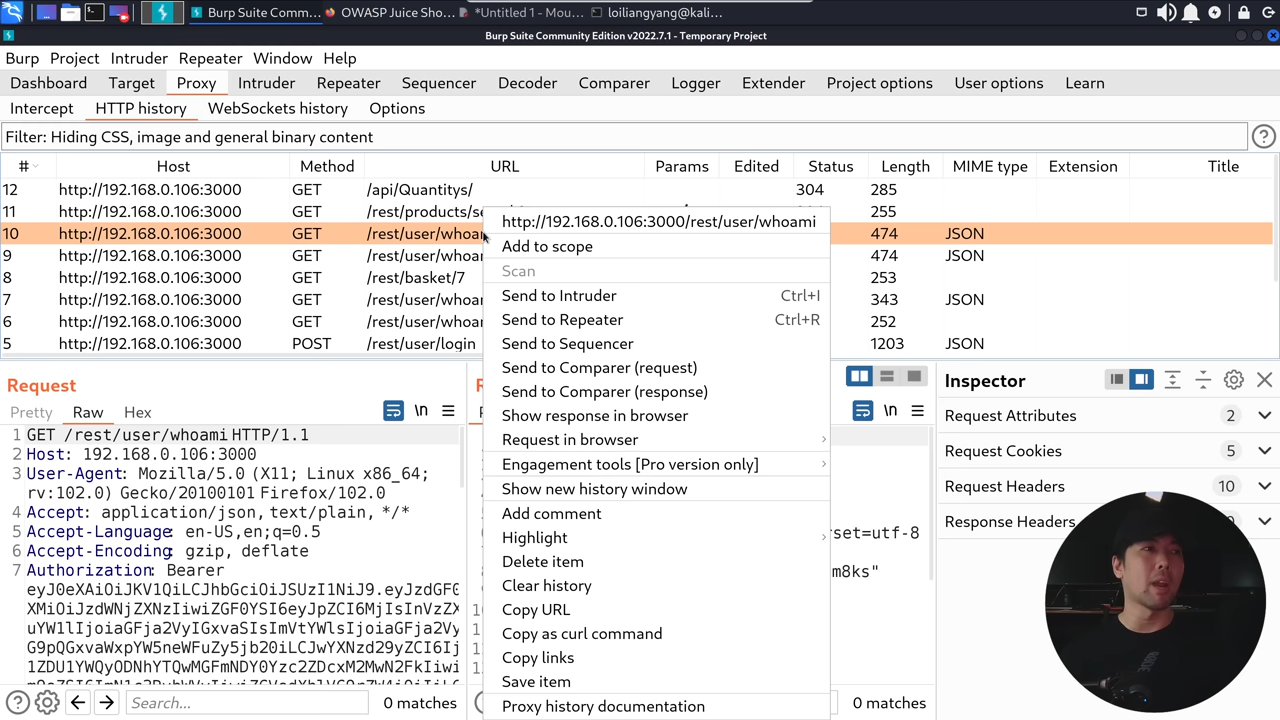 Burp Suite Comm...
OWASP Juice Sho...
*Untitled 1 - Mou...
loiliangyang@kali...
Burp Suite Community Edition v2022.7.1 - Temporary Project
Burp Project Intruder Repeater Window Help
Dashboard Target Proxy Intruder Repeater Sequencer Decoder Comparer Logger Extender Project options User options Learn
Intercept HTTP history WebSockets history Options
Filter: Hiding CSS, image and general binary content
# Host Method URL Params Edited Status Length MIME type Extension Title
12 http://192.168.0.106:3000 GET /api/Quantitys/ 304 285
11 http://192.168.0.106:3000 GET /rest/products/se 255
10 http://192.168.0.106:3000 GET /rest/user/whoam 474 JSON
9 http://192.168.0.106:3000 GET /rest/user/whoam 474 JSON
8 http://192.168.0.106:3000 GET /rest/basket/7 253
7 http://192.168.0.106:3000 GET /rest/user/whoam 343 JSON
6 http://192.168.0.106:3000 GET /rest/user/whoam 252
5 http://192.168.0.106:3000 POST /rest/user/login 1203 JSON
http://192.168.0.106:3000/rest/user/whoami
Add to scope
Scan
Send to Intruder Ctrl+I
Send to Repeater Ctrl+R
Send to Sequencer
Send to Comparer (request)
Send to Comparer (response)
Show response in browser
Request in browser
Engagement tools [Pro version only]
Show new history window
Add comment
Highlight
Delete item
Clear history
Copy URL
Copy as curl command
Copy links
Save item
Proxy history documentation
Request
Pretty Raw Hex
\n
1 GET /rest/user/whoami HTTP/1.1
2 Host: 192.168.0.106:3000
3 User-Agent: Mozilla/5.0 (X11; Linux x86_64;
rv:102.0) Gecko/20100101 Firefox/102.0
4 Accept: application/json, text/plain, */*
5 Accept-Language: en-US,en;q=0.5
6 Accept-Encoding: gzip, deflate
7 Authorization: Bearer
eyJ0eXAiOiJKV1QiLCJhbGciOiJSUzI1NiJ9.eyJzdGF0
XMiOiJzdWNjZXNzIiwiZGF0YSI6eyJpZCI6MjIsInVzZX
uYW1lIjoiaGFja2VyIGxvaSIsImVtYWlsIjoiaGFja2Vy
G9pQGxvaWxpYW5neWFuZy5jb20iLCJwYXNzd29yZCI6Ij
1ZDU1YWQyODNhYTQwMGFmNDY0Yzc2ZDcxM2MwN2FkIiwi
Search... 0 matches
\n
rset=utf-8
m8ks"
0 matches
Inspector
Request Attributes 2
Request Cookies 5
Request Headers 10
Response Headers